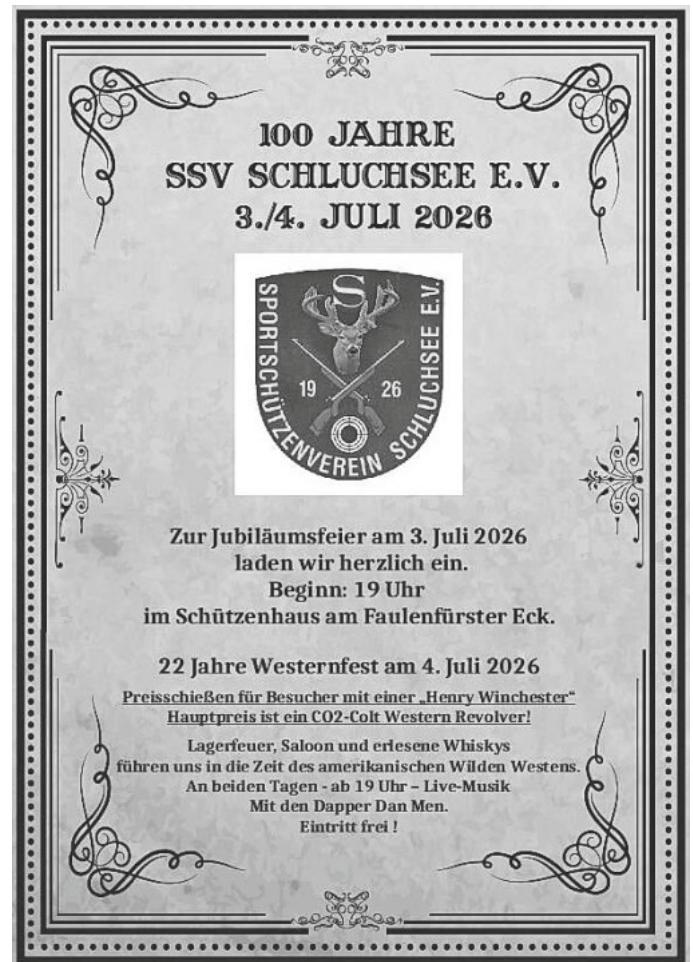 100 JAHRE
SSV SCHLUCHSEE E.V.
3./4. JULI 2026
S
SPORTSCHÜTZENVEREIN SCHLUCHSEE E.V.
19 26
Zur Jubiläumsfeier am 3. Juli 2026
laden wir herzlich ein.
Beginn: 19 Uhr
im Schützenhaus am Faulenfürster Eck.
22 Jahre Westernfest am 4. Juli 2026
Preisschießen für Besucher mit einer „Henry Winchester“
Hauptpreis ist ein CO2-Colt Western Revolver!
Lagerfeuer, Saloon und erlesene Whiskys
führen uns in die Zeit des amerikanischen Wilden Westens.
An beiden Tagen - ab 19 Uhr – Live-Musik
Mit den Dapper Dan Men.
Eintritt frei !